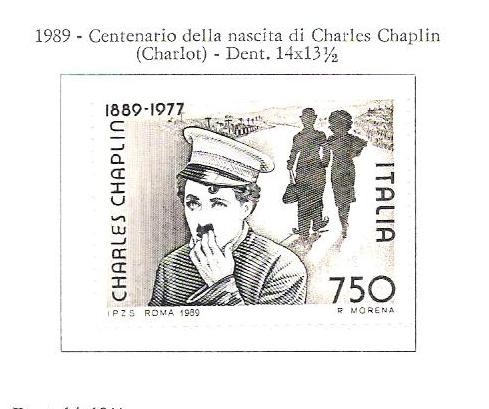 1989 - Centenario della nascita di Charles Chaplin
(Charlot) - Dent. 14x13½
1889-1977
CHARLES CHAPLIN
ITALIA
750
I.P.Z.S. ROMA 1989
R. MORENA